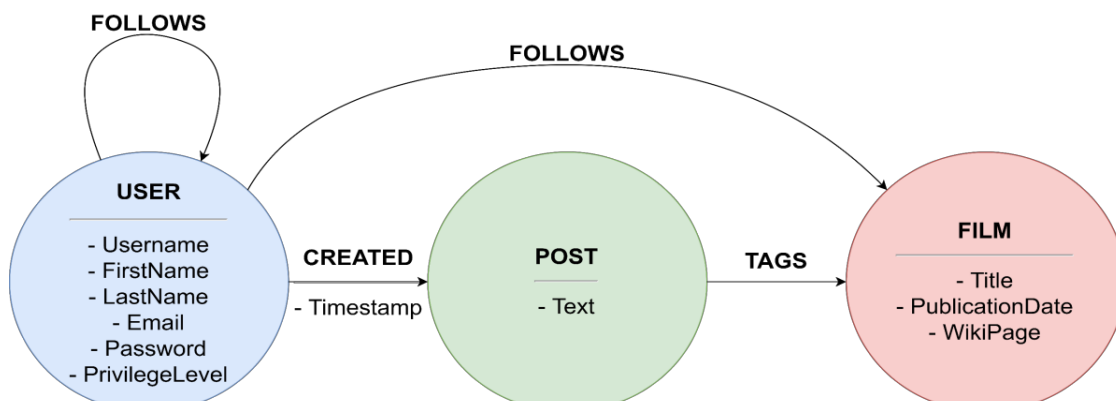 FOLLOWS
FOLLOWS
USER
- Username
- FirstName
- LastName
- Email
- Password
- PrivilegeLevel
CREATED
- Timestamp
POST
- Text
TAGS
FILM
- Title
- PublicationDate
- WikiPage